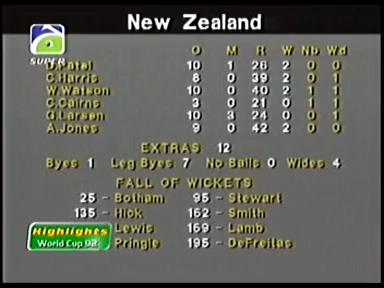 New Zealand
O M R W Nb Wd
SUPER
D.Patel 10 1 26 2 0 0
C.Harris 8 0 39 2 0 1
W.Watson 10 0 40 2 1 1
C.Cairns 3 0 21 0 1 1
G.Larsen 10 3 24 0 0 1
A.Jones 9 0 42 2 0 0
EXTRAS 12
Byes 1 Leg Byes 7 No Balls 0 Wides 4
FALL OF WICKETS
25 - Botham 95 - Stewart
135 - Hick 162 - Smith
Highlights Lewis 169 - Lamb
World Cup 92 Pringle 195 - DeFreitas